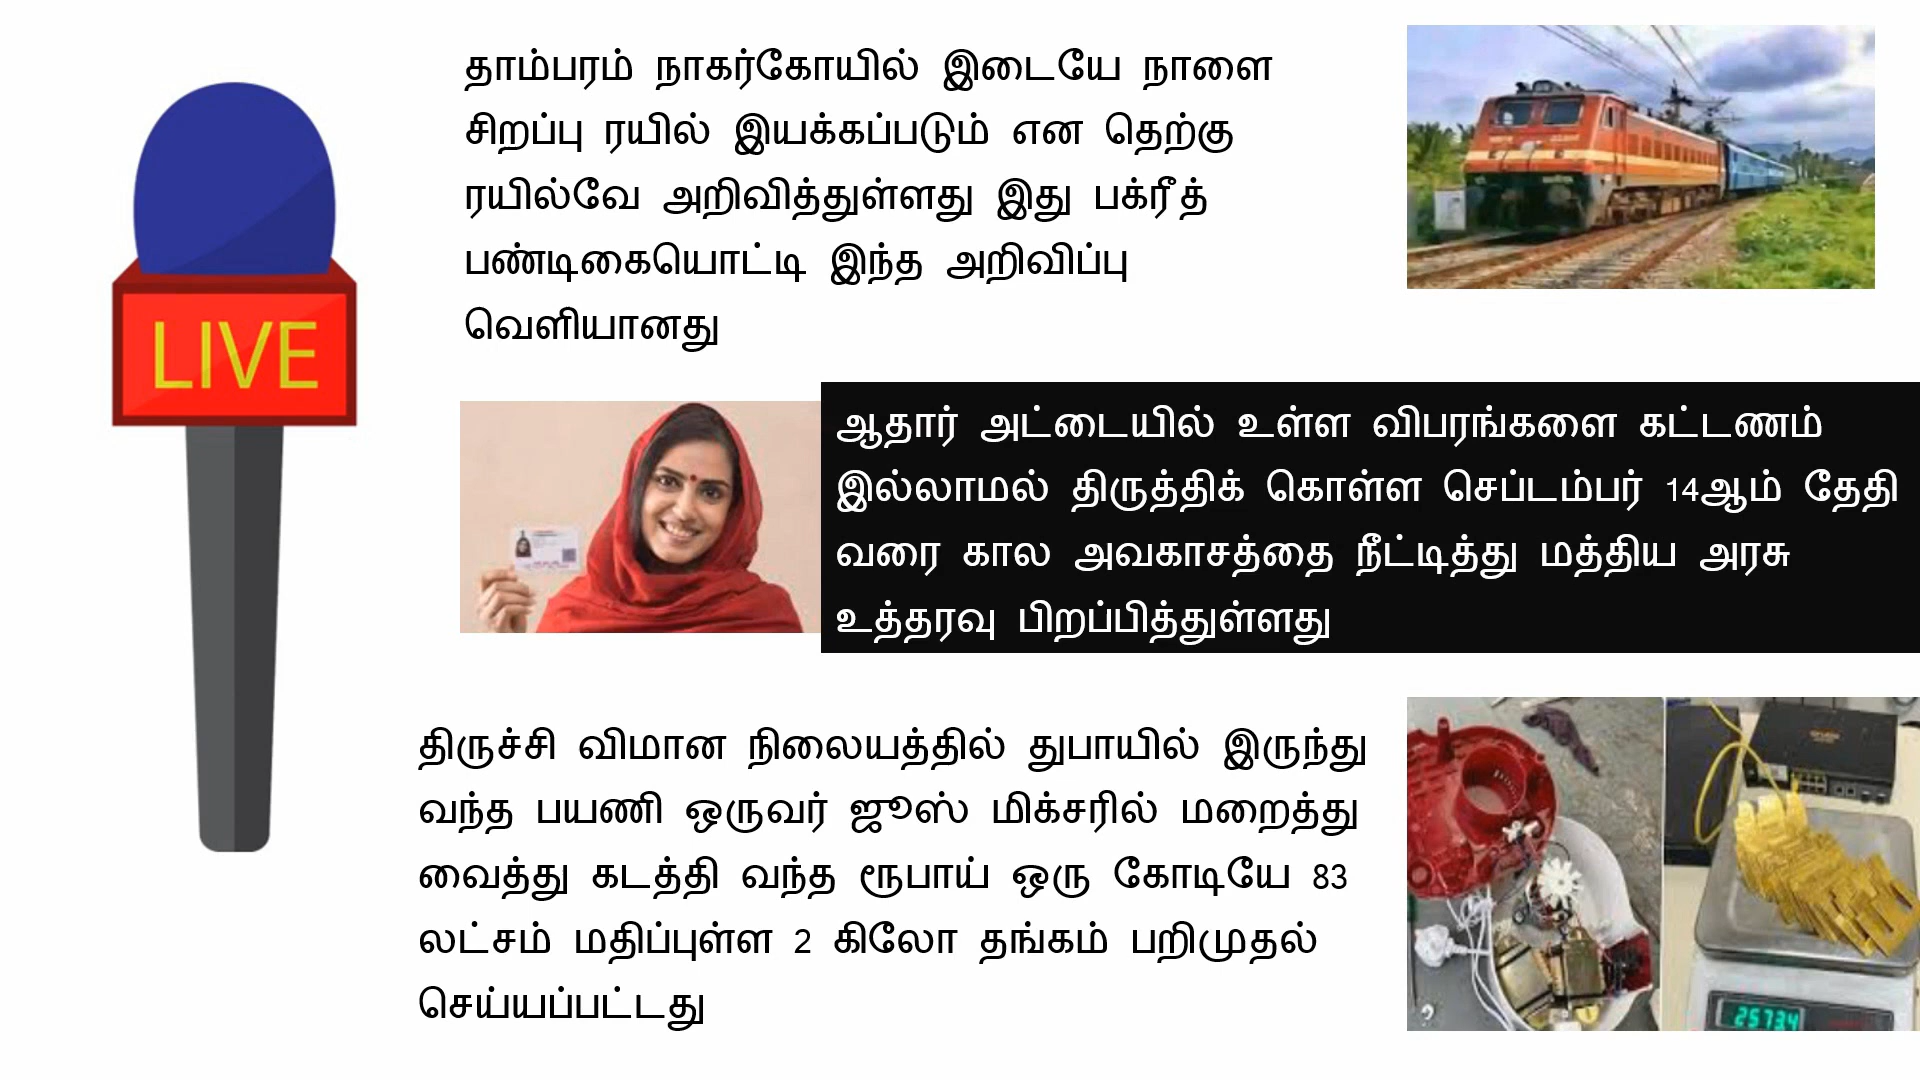 தாம்பரம் நாகர்கோயில் இடையே நாளை
சிறப்பு ரயில் இயக்கப்படும் என தெற்கு
ரயில்வே அறிவித்துள்ளது இது பக்ரீத்
பண்டிகையொட்டி இந்த அறிவிப்பு
வெளியானது
LIVE
ஆதார் அட்டையில் உள்ள விபரங்களை கட்டணம்
இல்லாமல் திருத்திக் கொள்ள செப்டம்பர் 14ஆம் தேதி
வரை கால அவகாசத்தை நீட்டித்து மத்திய அரசு
உத்தரவு பிறப்பித்துள்ளது
திருச்சி விமான நிலையத்தில் துபாயில் இருந்து
வந்த பயணி ஒருவர் ஜூஸ் மிக்சரில் மறைத்து
வைத்து கடத்தி வந்த ரூபாய் ஒரு கோடியே 83
லட்சம் மதிப்புள்ள 2 கிலோ தங்கம் பறிமுதல்
செய்யப்பட்டது
2573.4